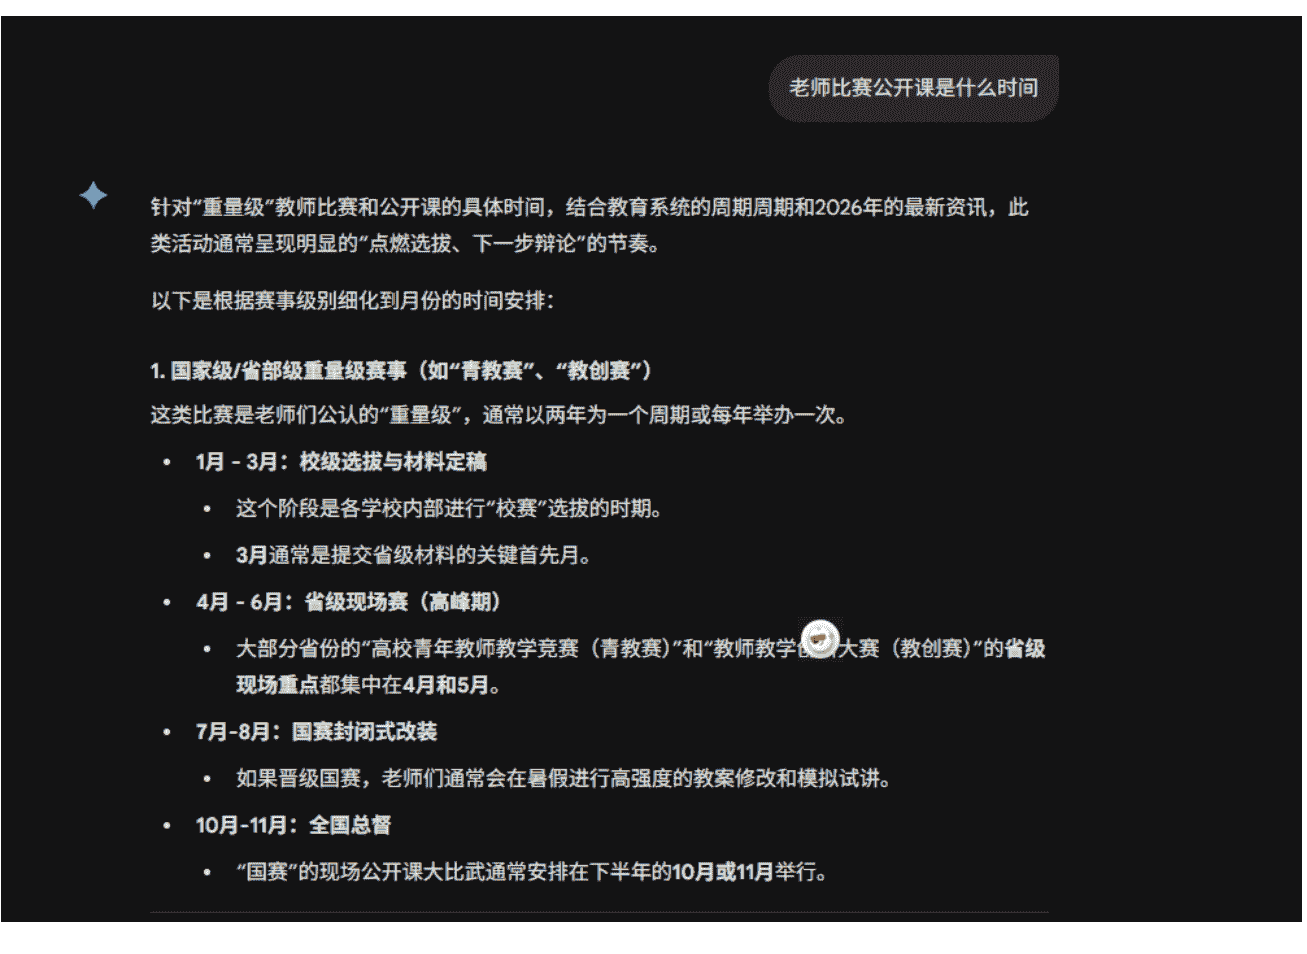 老师比赛公开课是什么时间
针对“重量级”教师比赛和公开课的具体时间，结合教育系统的周期周期和2026年的最新资讯，此
类活动通常呈现明显的“点燃选拔、下一步辩论”的节奏。
以下是根据赛事级别细化到月份的时间安排：
1. 国家级/省部级重量级赛事（如“青教赛”、“教创赛”）
这类比赛是老师们公认的“重量级”，通常以两年为一个周期或每年举办一次。
• 1月 - 3月：校级选拔与材料定稿
• 这个阶段是各学校内部进行“校赛”选拔的时期。
• 3月通常是提交省级材料的关键首先月。
• 4月 - 6月：省级现场赛（高峰期）
• 大部分省份的“高校青年教师教学竞赛（青教赛）”和“教师教学大赛（教创赛）”的省级
现场重点都集中在4月和5月。
• 7月-8月：国赛封闭式改装
• 如果晋级国赛，老师们通常会在暑假进行高强度的教案修改和模拟试讲。
• 10月-11月：全国总督
• “国赛”的现场公开课大比武通常安排在下半年的10月或11月举行。